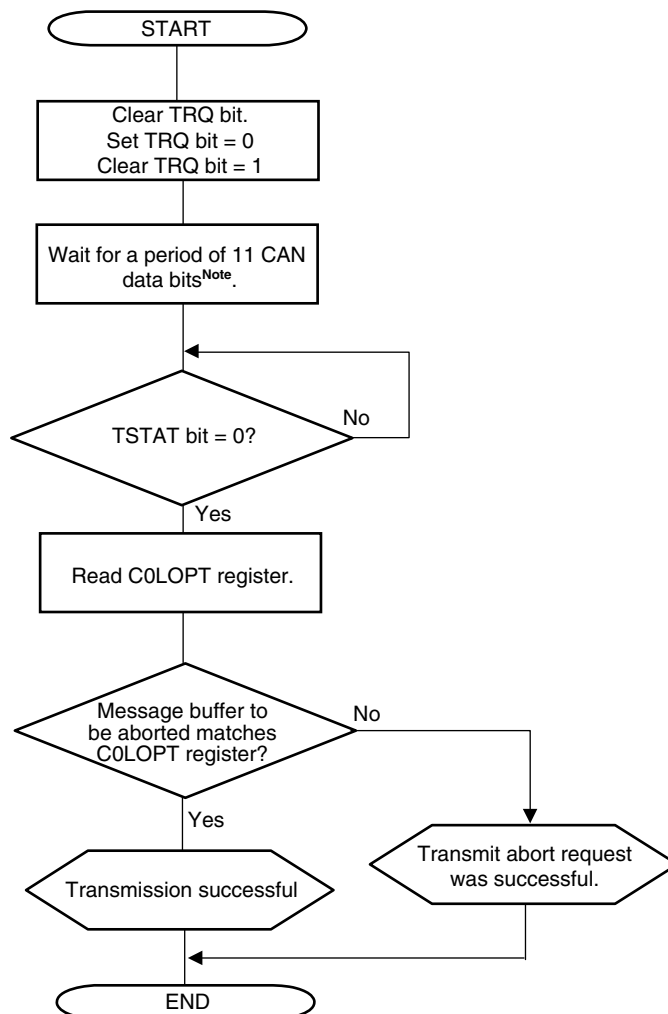 START
Clear TRQ bit.
Set TRQ bit = 0
Clear TRQ bit = 1
Wait for a period of 11 CAN
data bitsNote.
TSTAT bit = 0?
No
Yes
Read C0LOPT register.
Message buffer to
be aborted matches
C0LOPT register?
No
Yes
Transmission successful
Transmit abort request
was successful.
END